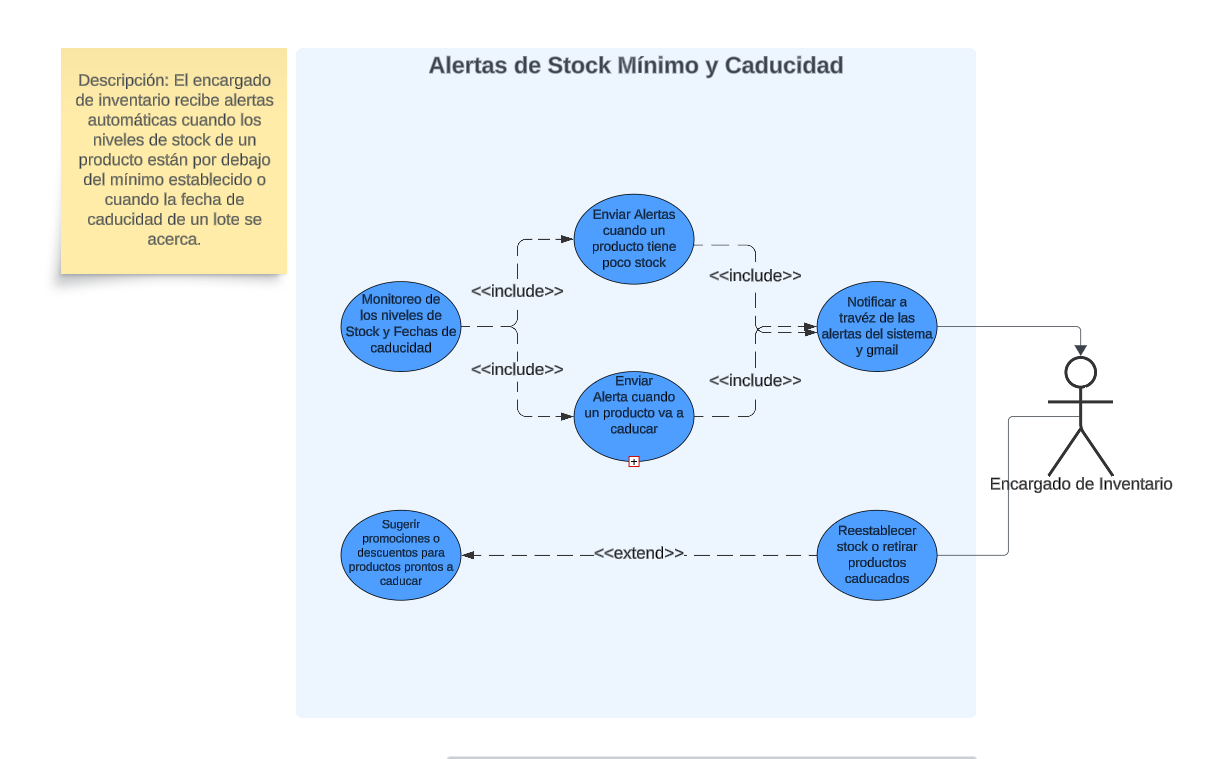 Alertas de Stock Mínimo y Caducidad
Descripción: El encargado
de inventario recibe alertas
automáticas cuando los
niveles de stock de un
producto están por debajo
del mínimo establecido o
cuando la fecha de
caducidad de un lote se
acerca.
Enviar Alertas
cuando un
producto tiene
poco stock
<<include>>
<<include>>
Monitoreo de
los niveles de
Stock y Fechas de
caducidad
Notificar a
travéz de las
alertas del sistema
y gmail
<<include>>
<<include>>
Enviar
Alerta cuando
un producto va a
caducar
Encargado de Inventario
Sugerir
promociones o
descuentos para
productos prontos a
caducar
<<extend>>
Reestablecer
stock o retirar
productos
caducados